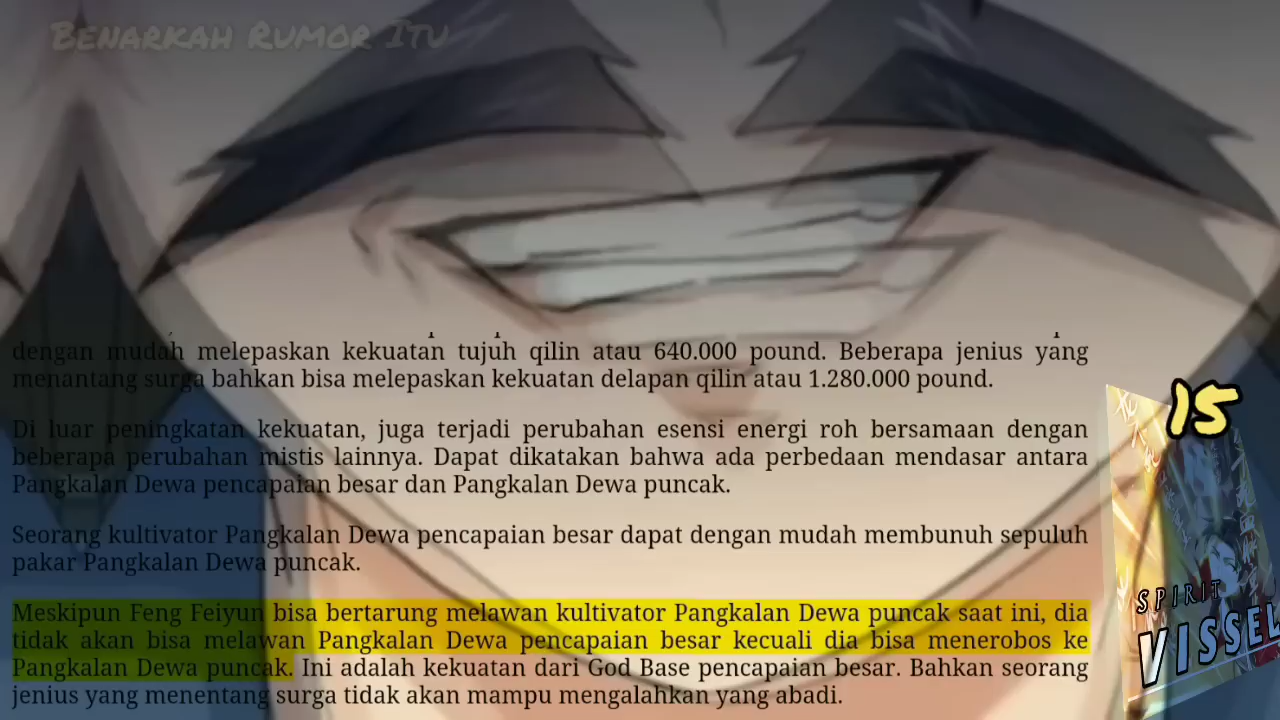 Benarkah Rumor Itu
dengan mudah melepaskan kekuatan tujuh qilin atau 640.000 pound. Beberapa jenius yang
menantang surga bahkan bisa melepaskan kekuatan delapan qilin atau 1.280.000 pound.
Di luar peningkatan kekuatan, juga terjadi perubahan esensi energi roh bersamaan dengan
beberapa perubahan mistis lainnya. Dapat dikatakan bahwa ada perbedaan mendasar antara
Pangkalan Dewa pencapaian besar dan Pangkalan Dewa puncak.
Seorang kultivator Pangkalan Dewa pencapaian besar dapat dengan mudah membunuh sepuluh
pakar Pangkalan Dewa puncak.
Meskipun Feng Feiyun bisa bertarung melawan kultivator Pangkalan Dewa puncak saat ini, dia
tidak akan bisa melawan Pangkalan Dewa pencapaian besar kecuali dia bisa menerobos ke
Pangkalan Dewa puncak. Ini adalah kekuatan dari God Base pencapaian besar. Bahkan seorang
jenius yang menentang surga tidak akan mampu mengalahkan yang abadi.
15
SPIRIT
VISSEL